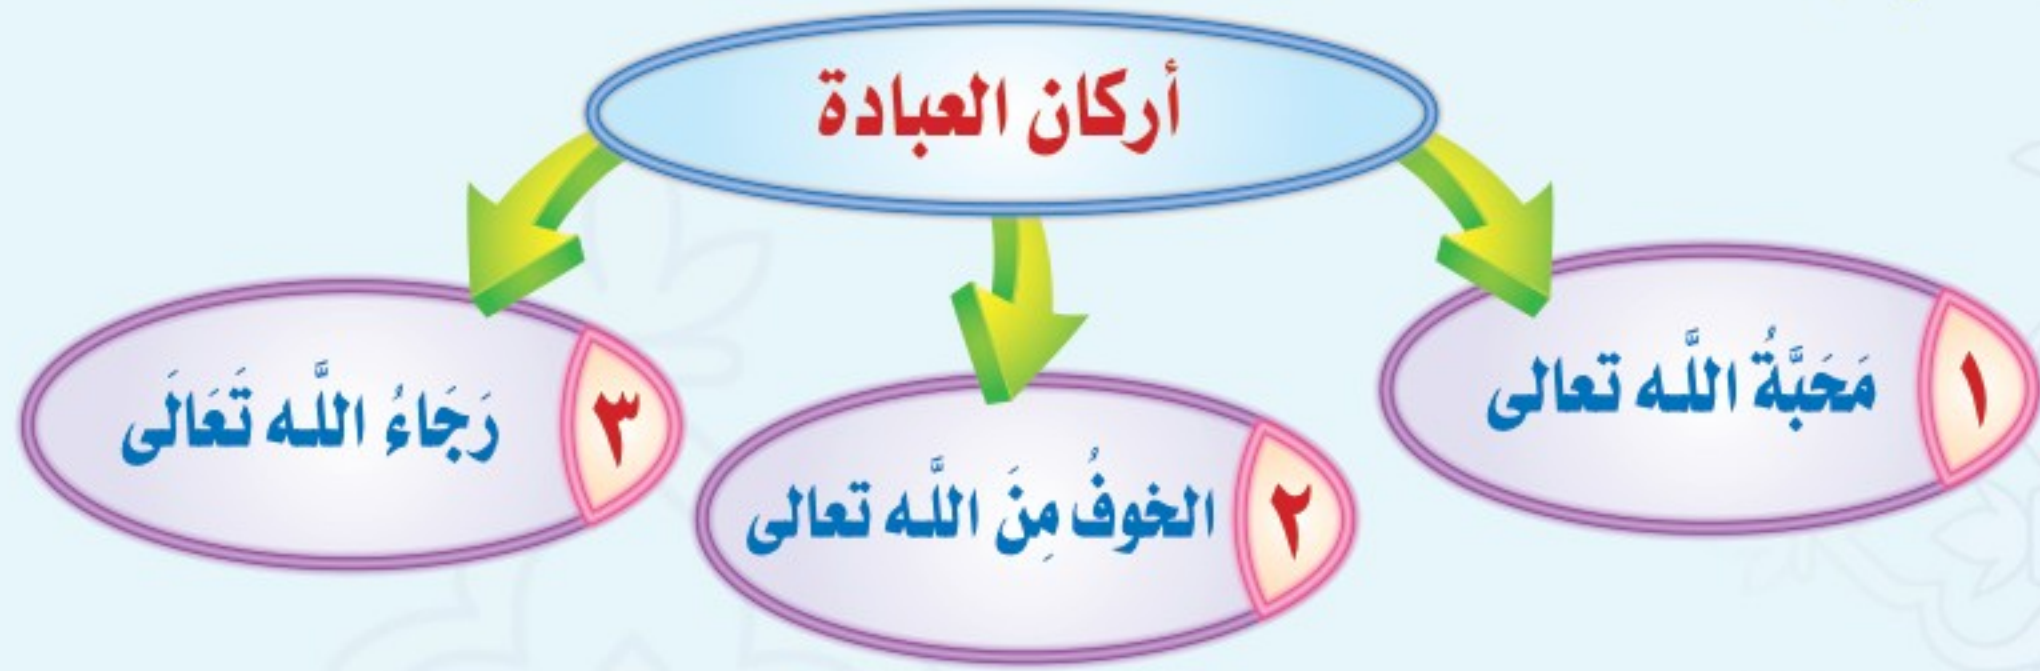 أركان العبادة
١
مَحَبَّةُ اللَّه تعالى
٢
الخوفُ مِنَ اللَّه تعالى
٣
رَجَاءُ اللَّه تَعَالَى